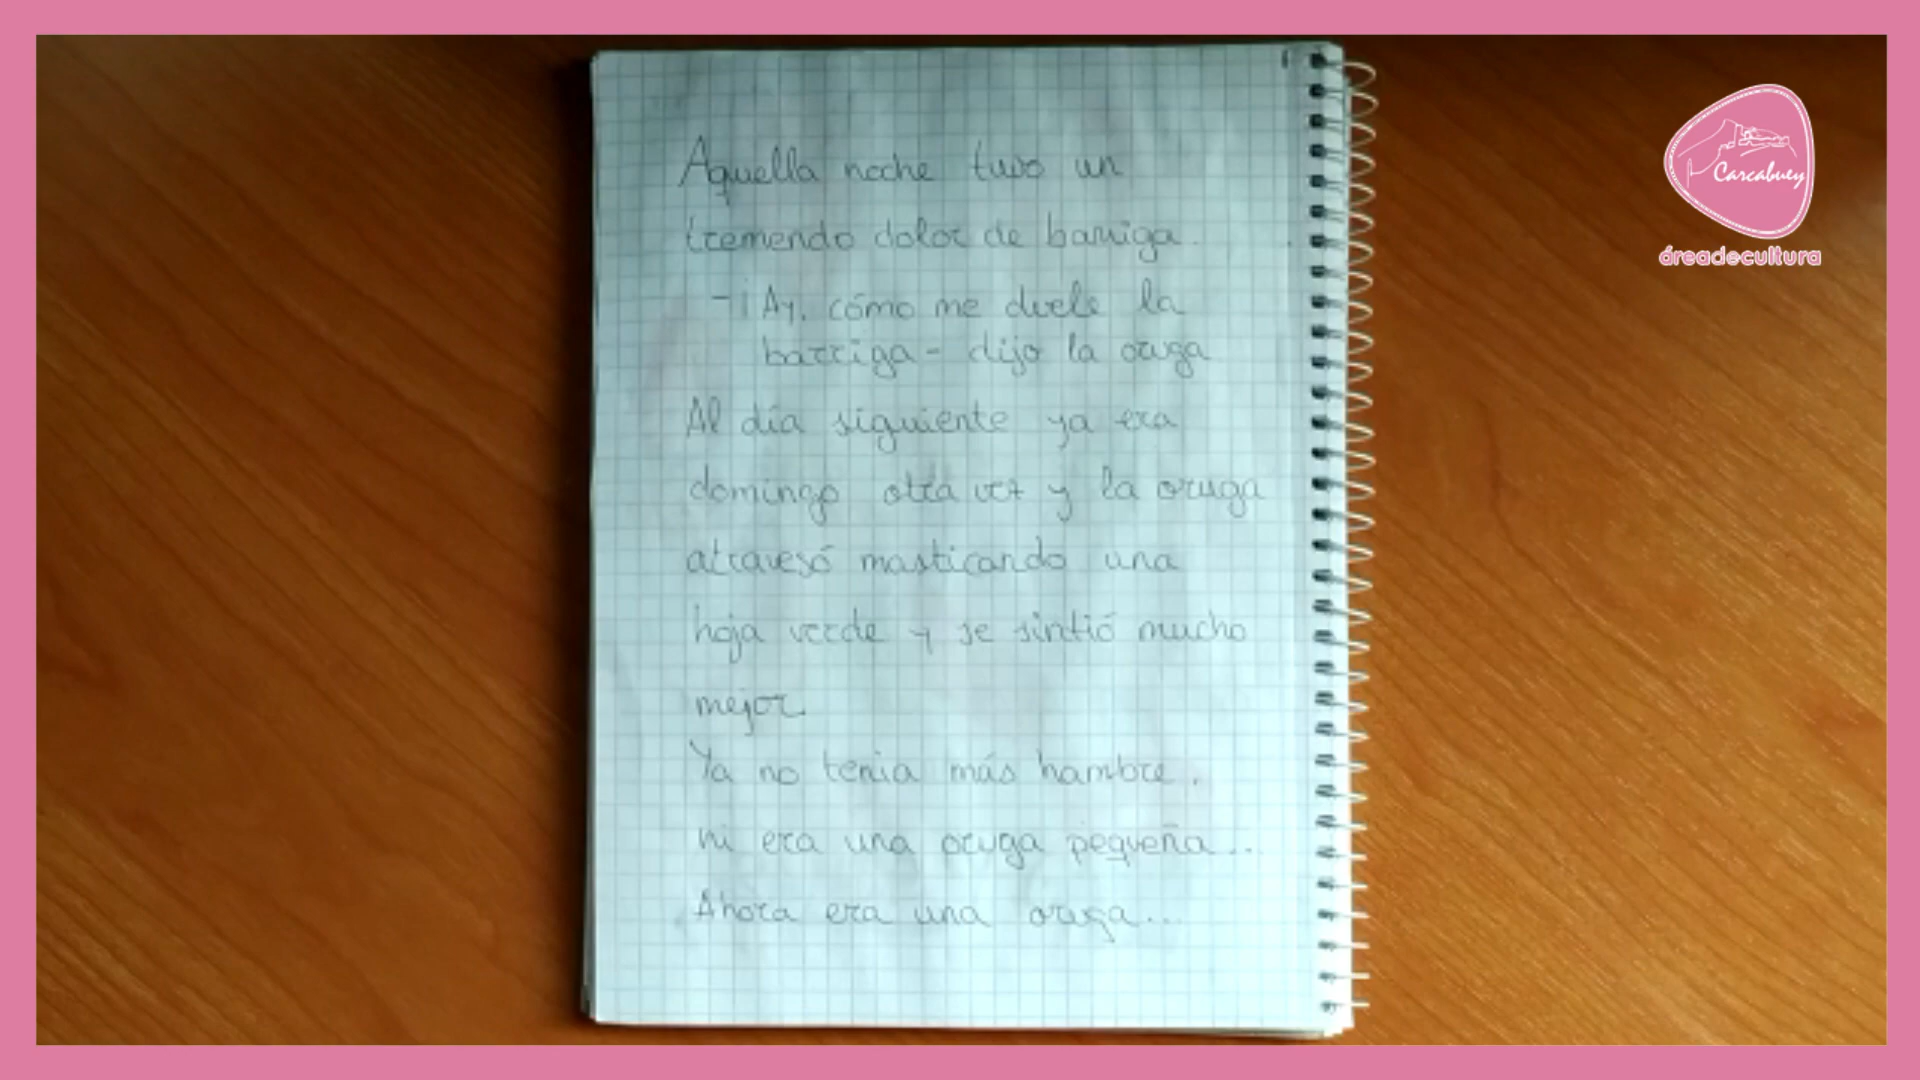 Aquella noche tuvo un
tremendo dolor de barriga.
-¡Ay, cómo me duele la
barriga - dijo la oruga
Al día siguiente ya era
domingo otra vez y la oruga
atravesó masticando una
hoja verde y se sintió mucho
mejor.
Ya no tenia más hambre.
ni era una oruga pequeña...
Ahora era una oruga...
Carcabuey
áreadecultura